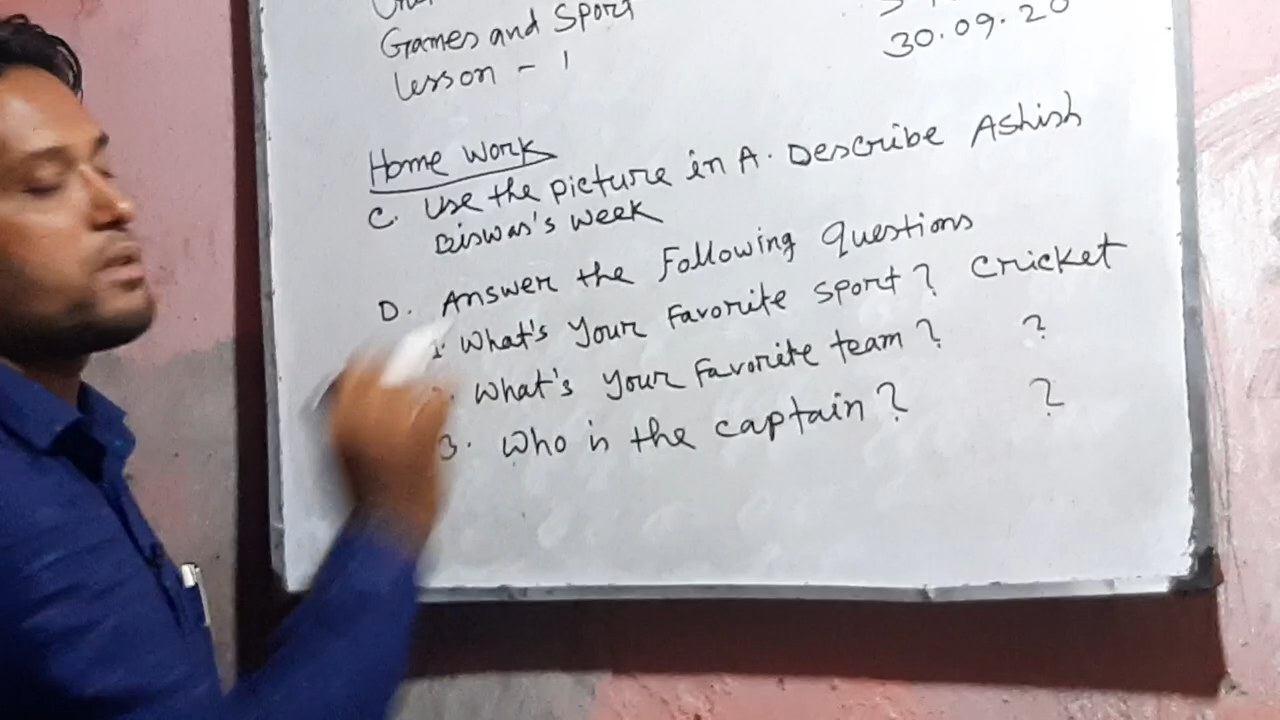 Games and Sport
30.09.20
Lesson - 1
Home Work
C. Use the picture in A. Describe Ashish
Biswas's week
D. Answer the Following Questions
1. What's your Favorite sport? Cricket
What's your Favorite team? ?
3. Who is the captain? ?